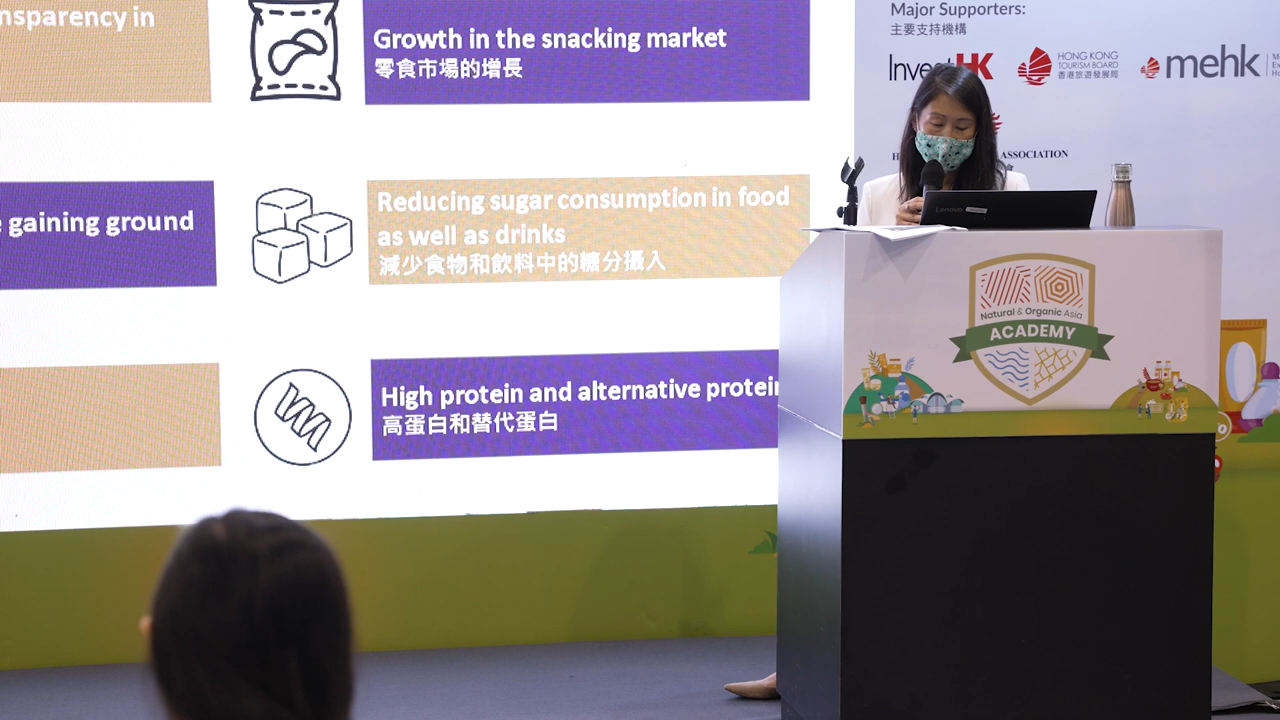 nsparency in
Growth in the snacking market
零食市場的增長
gaining ground
Reducing sugar consumption in food
as well as drinks
減少食物和飲料中的糖分攝入
High protein and alternative protein
高蛋白和替代蛋白
Major Supporters:
主要支持機構
InvestHK
HONG KONG
TOURISM BOARD
香港旅遊發展局
mehk
ASSOCIATION
Lenovo
Natural & Organic Asia
ACADEMY